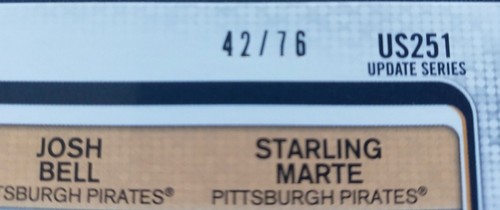 42/76 US251
UPDATE SERIES
JOSH STARLING
BELL MARTE
TSBURGH PIRATES® PITTSBURGH PIRATES®